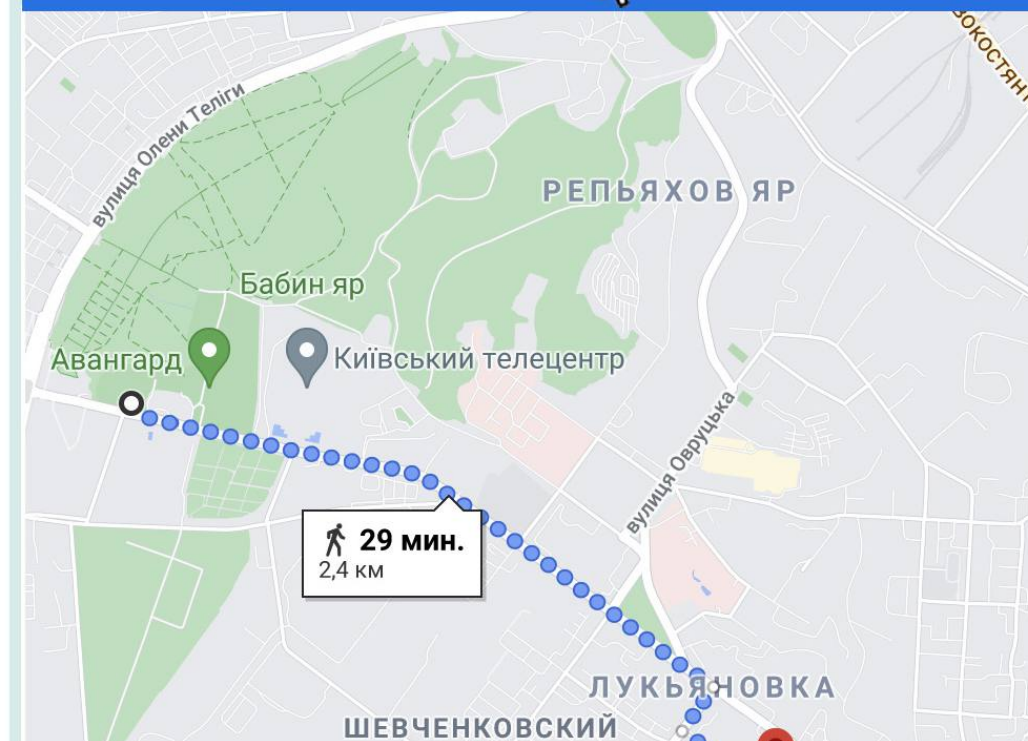 вулиця Олени Теліги
РЕПЬЯХОВ ЯР
Бабин яр
Авангард
Київський телецентр
вулиця Овруцька
29 мин.
2,4 км
ЛУКЬЯНОВКА
ШЕВЧЕНКОВСКИЙ